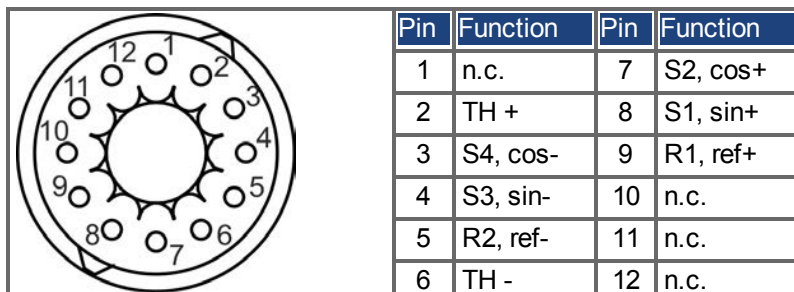 1
2
3
4
5
6
7
8
9
10
11
12
Pin Function Pin Function
1 n.c. 7 S2, cos+
2 TH + 8 S1, sin+
3 S4, cos- 9 R1, ref+
4 S3, sin- 10 n.c.
5 R2, ref- 11 n.c.
6 TH - 12 n.c.